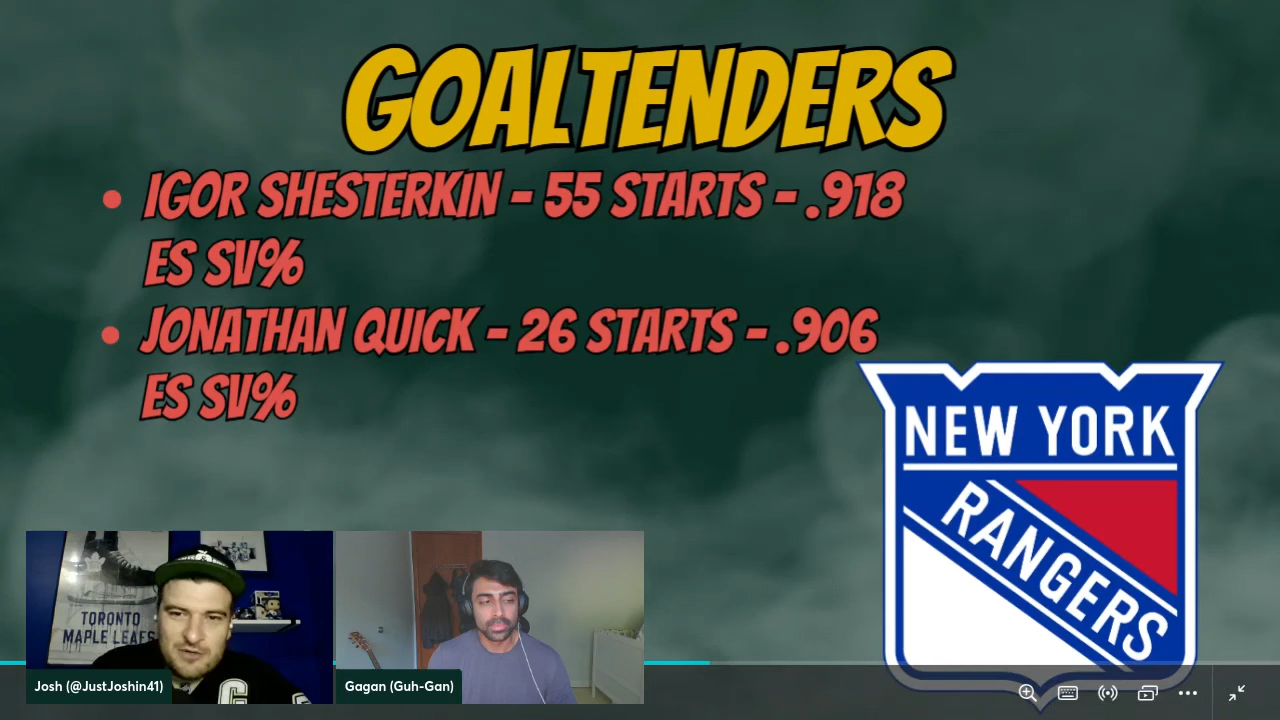 GOALTENDERS
• IGOR SHESTERKIN - 55 STARTS - .918
ES SV%
• JONATHAN QUICK - 26 STARTS - .906
ES SV%
NEW YORK
RANGERS
TORONTO
MAPLE LEAFS
Josh (@JustJoshin41)
Gagan (Guh-Gan)